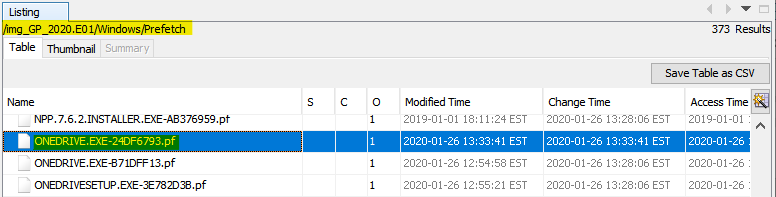 Listing
/img_GP_2020.E01/Windows/Prefetch 373 Results
Table Thumbnail Summary
Save Table as CSV
Name S C O Modified Time Change Time Access Time
NPP.7.6.2.INSTALLER.EXE-AB376959.pf 1 2019-01-01 18:11:24 EST 2020-01-26 13:28:06 EST 2019-01-01 1
ONEDRIVE.EXE-24DF6793.pf 1 2020-01-26 13:33:41 EST 2020-01-26 13:33:41 EST 2020-01-26 1
ONEDRIVE.EXE-B71DFF13.pf 1 2020-01-26 12:54:58 EST 2020-01-26 13:28:06 EST 2020-01-26 1
ONEDRIVESETUP.EXE-3E782D3B.pf 1 2020-01-26 12:55:21 EST 2020-01-26 13:28:06 EST 2020-01-26 1